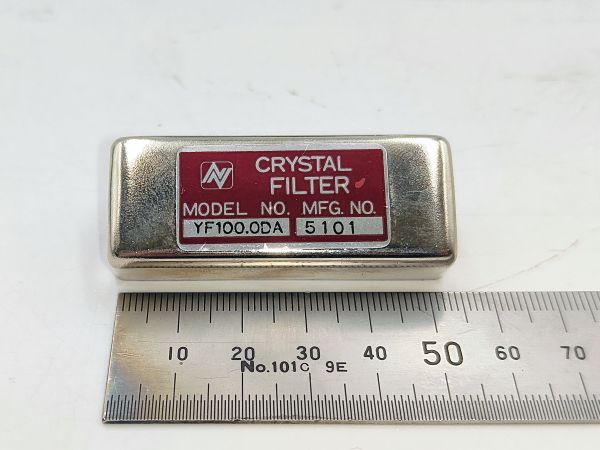 CRYSTAL
FILTER
MODEL NO. MFG. NO.
YF100.0DA 5101
10 20 30 40 50 60 70
No.101C 9E